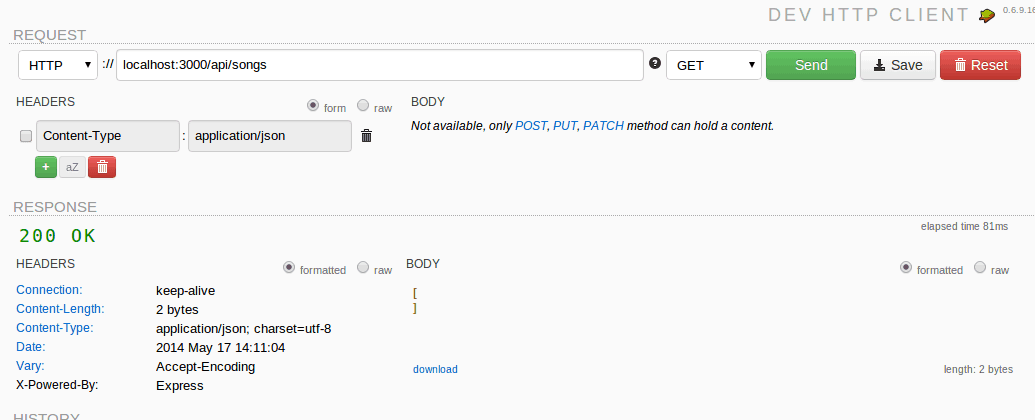 DEV HTTP CLIENT 0.6.9.16
REQUEST
HTTP :// localhost:3000/api/songs GET Send Save Reset
HEADERS form raw BODY
Not available, only POST, PUT, PATCH method can hold a content.
Content-Type : application/json
+ aZ
RESPONSE
200 OK elapsed time 81ms
HEADERS formatted raw BODY formatted raw
Connection: keep-alive [
Content-Length: 2 bytes ]
Content-Type: application/json; charset=utf-8
Date: 2014 May 17 14:11:04
Vary: Accept-Encoding download length: 2 bytes
X-Powered-By: Express
HISTORY